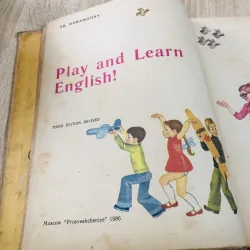 Play and Learn
English!
THIRD EDITION, REVISED
Moscow "Prosveshcheniye" 1986